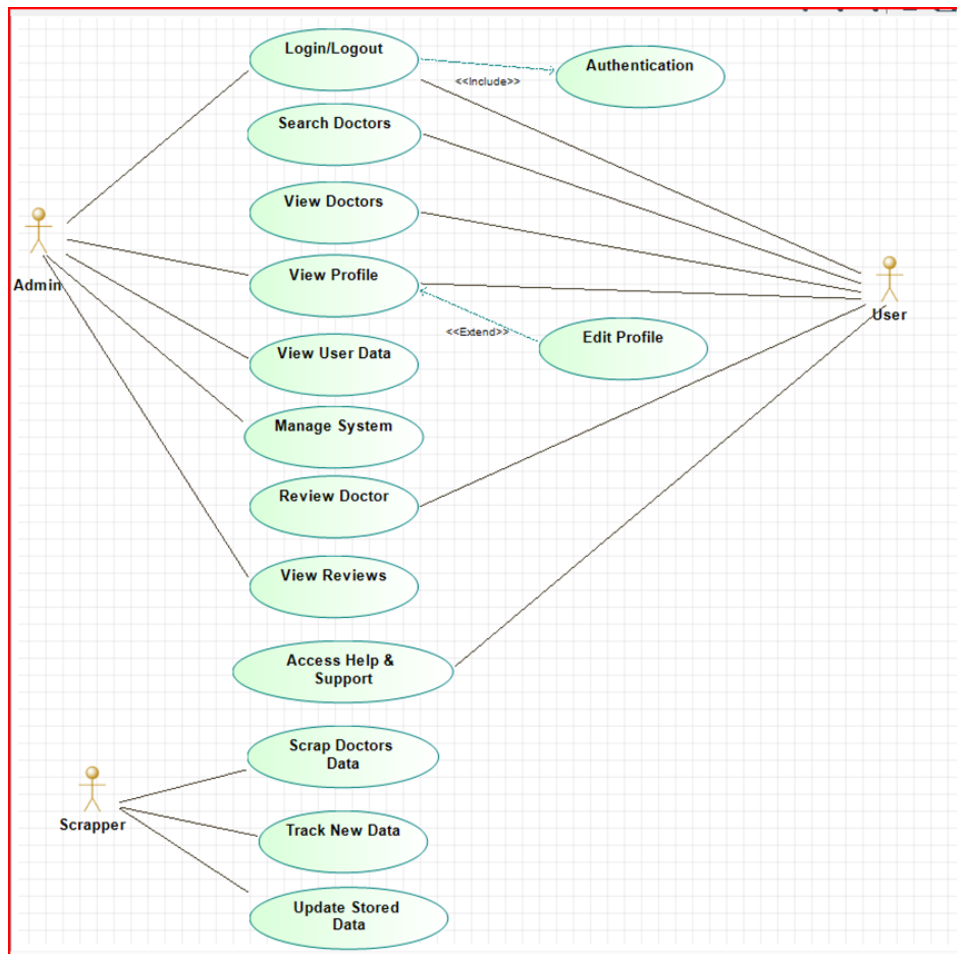 Login/Logout
<<Include>>
Authentication
Search Doctors
View Doctors
Admin
View Profile
User
<<Extend>>
Edit Profile
View User Data
Manage System
Review Doctor
View Reviews
Access Help &
Support
Scrap Doctors
Data
Scrapper
Track New Data
Update Stored
Data